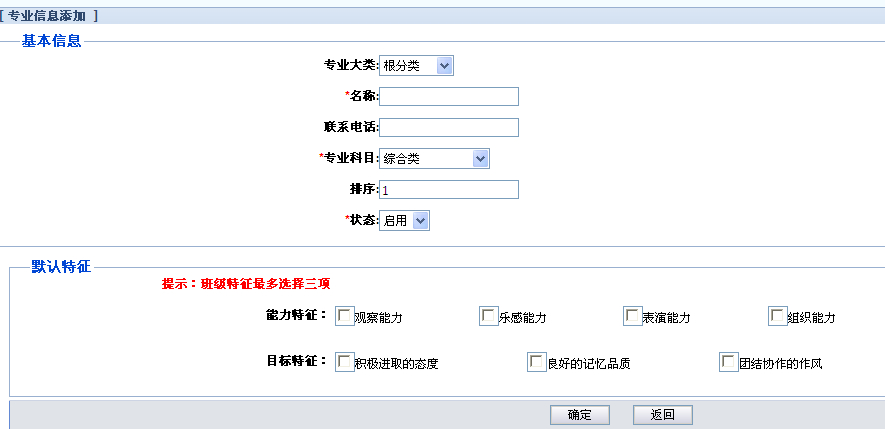 [ 专业信息添加 ]
基本信息
专业大类:根分类
*名称:
联系电话:
*专业科目:综合类
排序:1
*状态:启用
默认特征
提示：班级特征最多选择三项
能力特征： 观察能力 乐感能力 表演能力 组织能力
目标特征： 积极进取的态度 良好的记忆品质 团结协作的作风
确定 返回